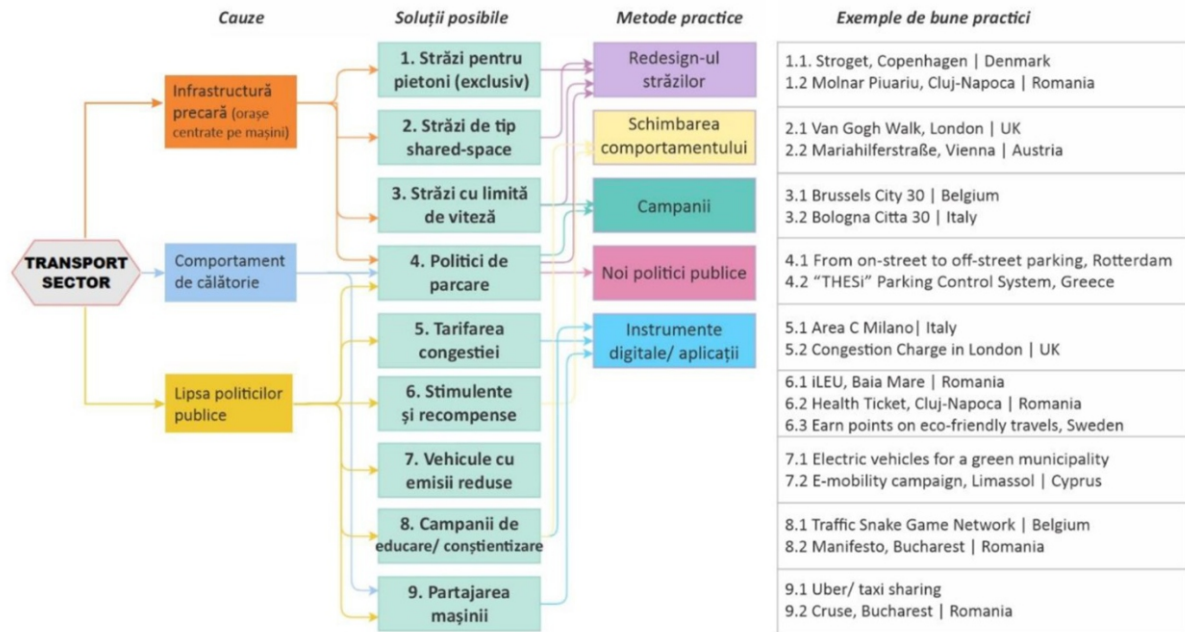 Cauze
Soluții posibile
Metode practice
Exemple de bune practici
TRANSPORT
SECTOR
Infrastructură
precară (orașe
centrate pe mașini)
Comportament
de călătorie
Lipsa politicilor
publice
1. Străzi pentru
pietoni (exclusiv)
2. Străzi de tip
shared-space
3. Străzi cu limită
de viteză
4. Politici de
parcare
5. Tarifarea
congestiei
6. Stimulente
și recompense
7. Vehicule cu
emisii reduse
8. Campanii de
educare/ conștientizare
9. Partajarea
mașinii
Redesign-ul
străzilor
Schimbarea
comportamentului
Campanii
Noi politici publice
Instrumente
digitale/ aplicații
1.1. Stroget, Copenhagen | Denmark
1.2 Molnar Piuariu, Cluj-Napoca | Romania
2.1 Van Gogh Walk, London | UK
2.2 Mariahilferstraße, Vienna | Austria
3.1 Brussels City 30 | Belgium
3.2 Bologna Citta 30 | Italy
4.1 From on-street to off-street parking, Rotterdam
4.2 “THESi” Parking Control System, Greece
5.1 Area C Milano| Italy
5.2 Congestion Charge in London | UK
6.1 iLEU, Baia Mare | Romania
6.2 Health Ticket, Cluj-Napoca | Romania
6.3 Earn points on eco-friendly travels, Sweden
7.1 Electric vehicles for a green municipality
7.2 E-mobility campaign, Limassol | Cyprus
8.1 Traffic Snake Game Network | Belgium
8.2 Manifesto, Bucharest | Romania
9.1 Uber/ taxi sharing
9.2 Cruse, Bucharest | Romania